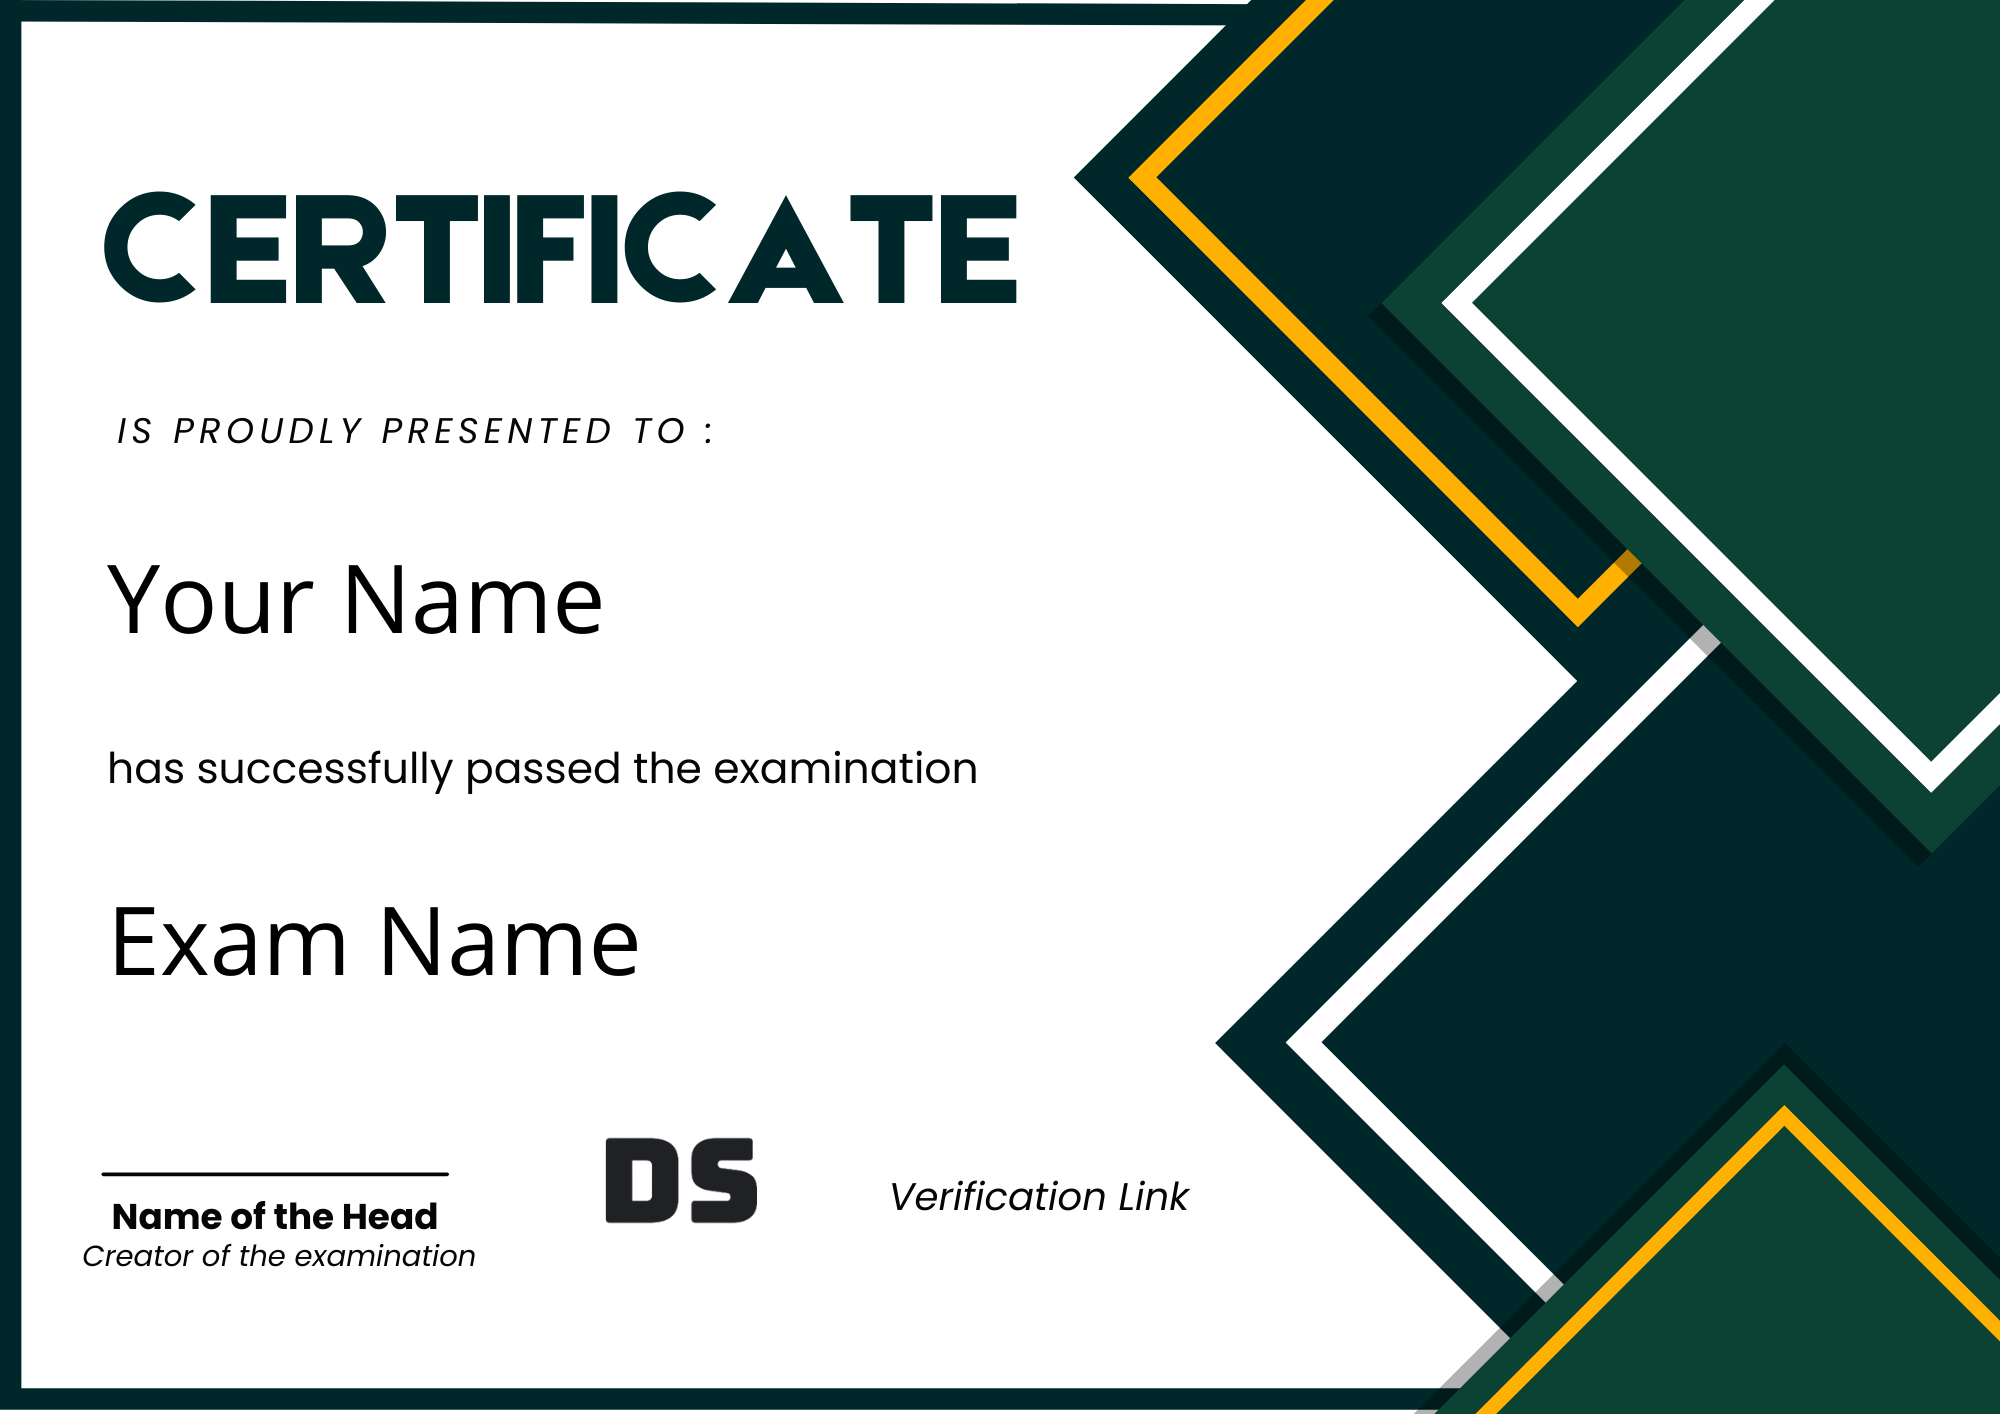 CERTIFICATE
IS PROUDLY PRESENTED TO :
Your Name
has successfully passed the examination
Exam Name
DS
Verification Link
Name of the Head
Creator of the examination